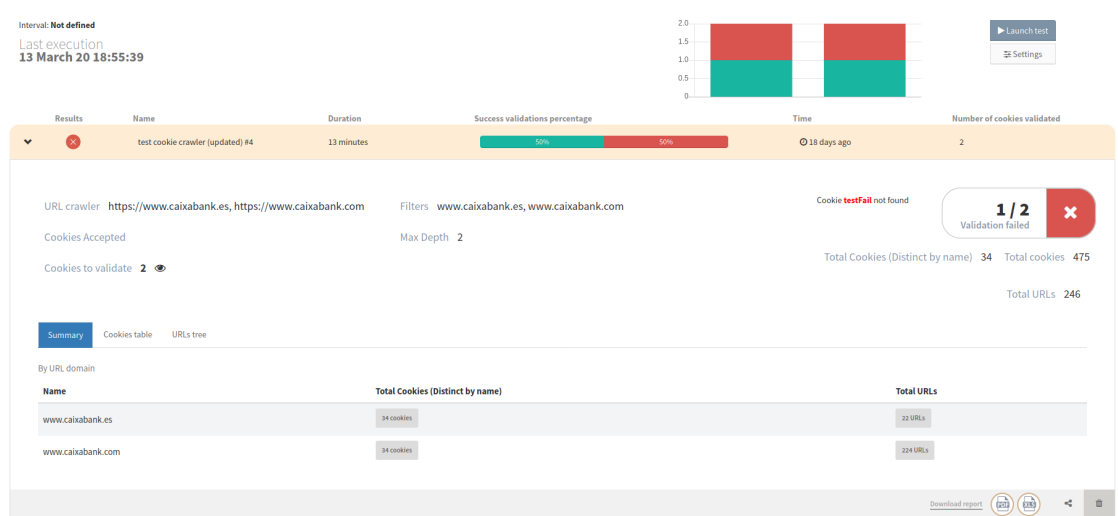 Interval: Not defined
Last execution
13 March 20 18:55:39
2.0
1.5
1.0
0.5
0
Launch test
Settings
Results Name Duration Success validations percentage Time Number of cookies validated
test cookie crawler (updated) #4 13 minutes 50% 50% 18 days ago 2
URL crawler https://www.caixabank.es, https://www.caixabank.com Filters www.caixabank.es, www.caixabank.com
Cookie testFail not found
1 / 2
Validation failed
Cookies Accepted Max Depth 2
Total Cookies (Distinct by name) 34 Total cookies 475
Cookies to validate 2
Total URLs 246
Summary Cookies table URLs tree
By URL domain
Name Total Cookies (Distinct by name) Total URLs
www.caixabank.es 34 cookies 22 URLs
www.caixabank.com 34 cookies 224 URLs
Download report PDF XLS